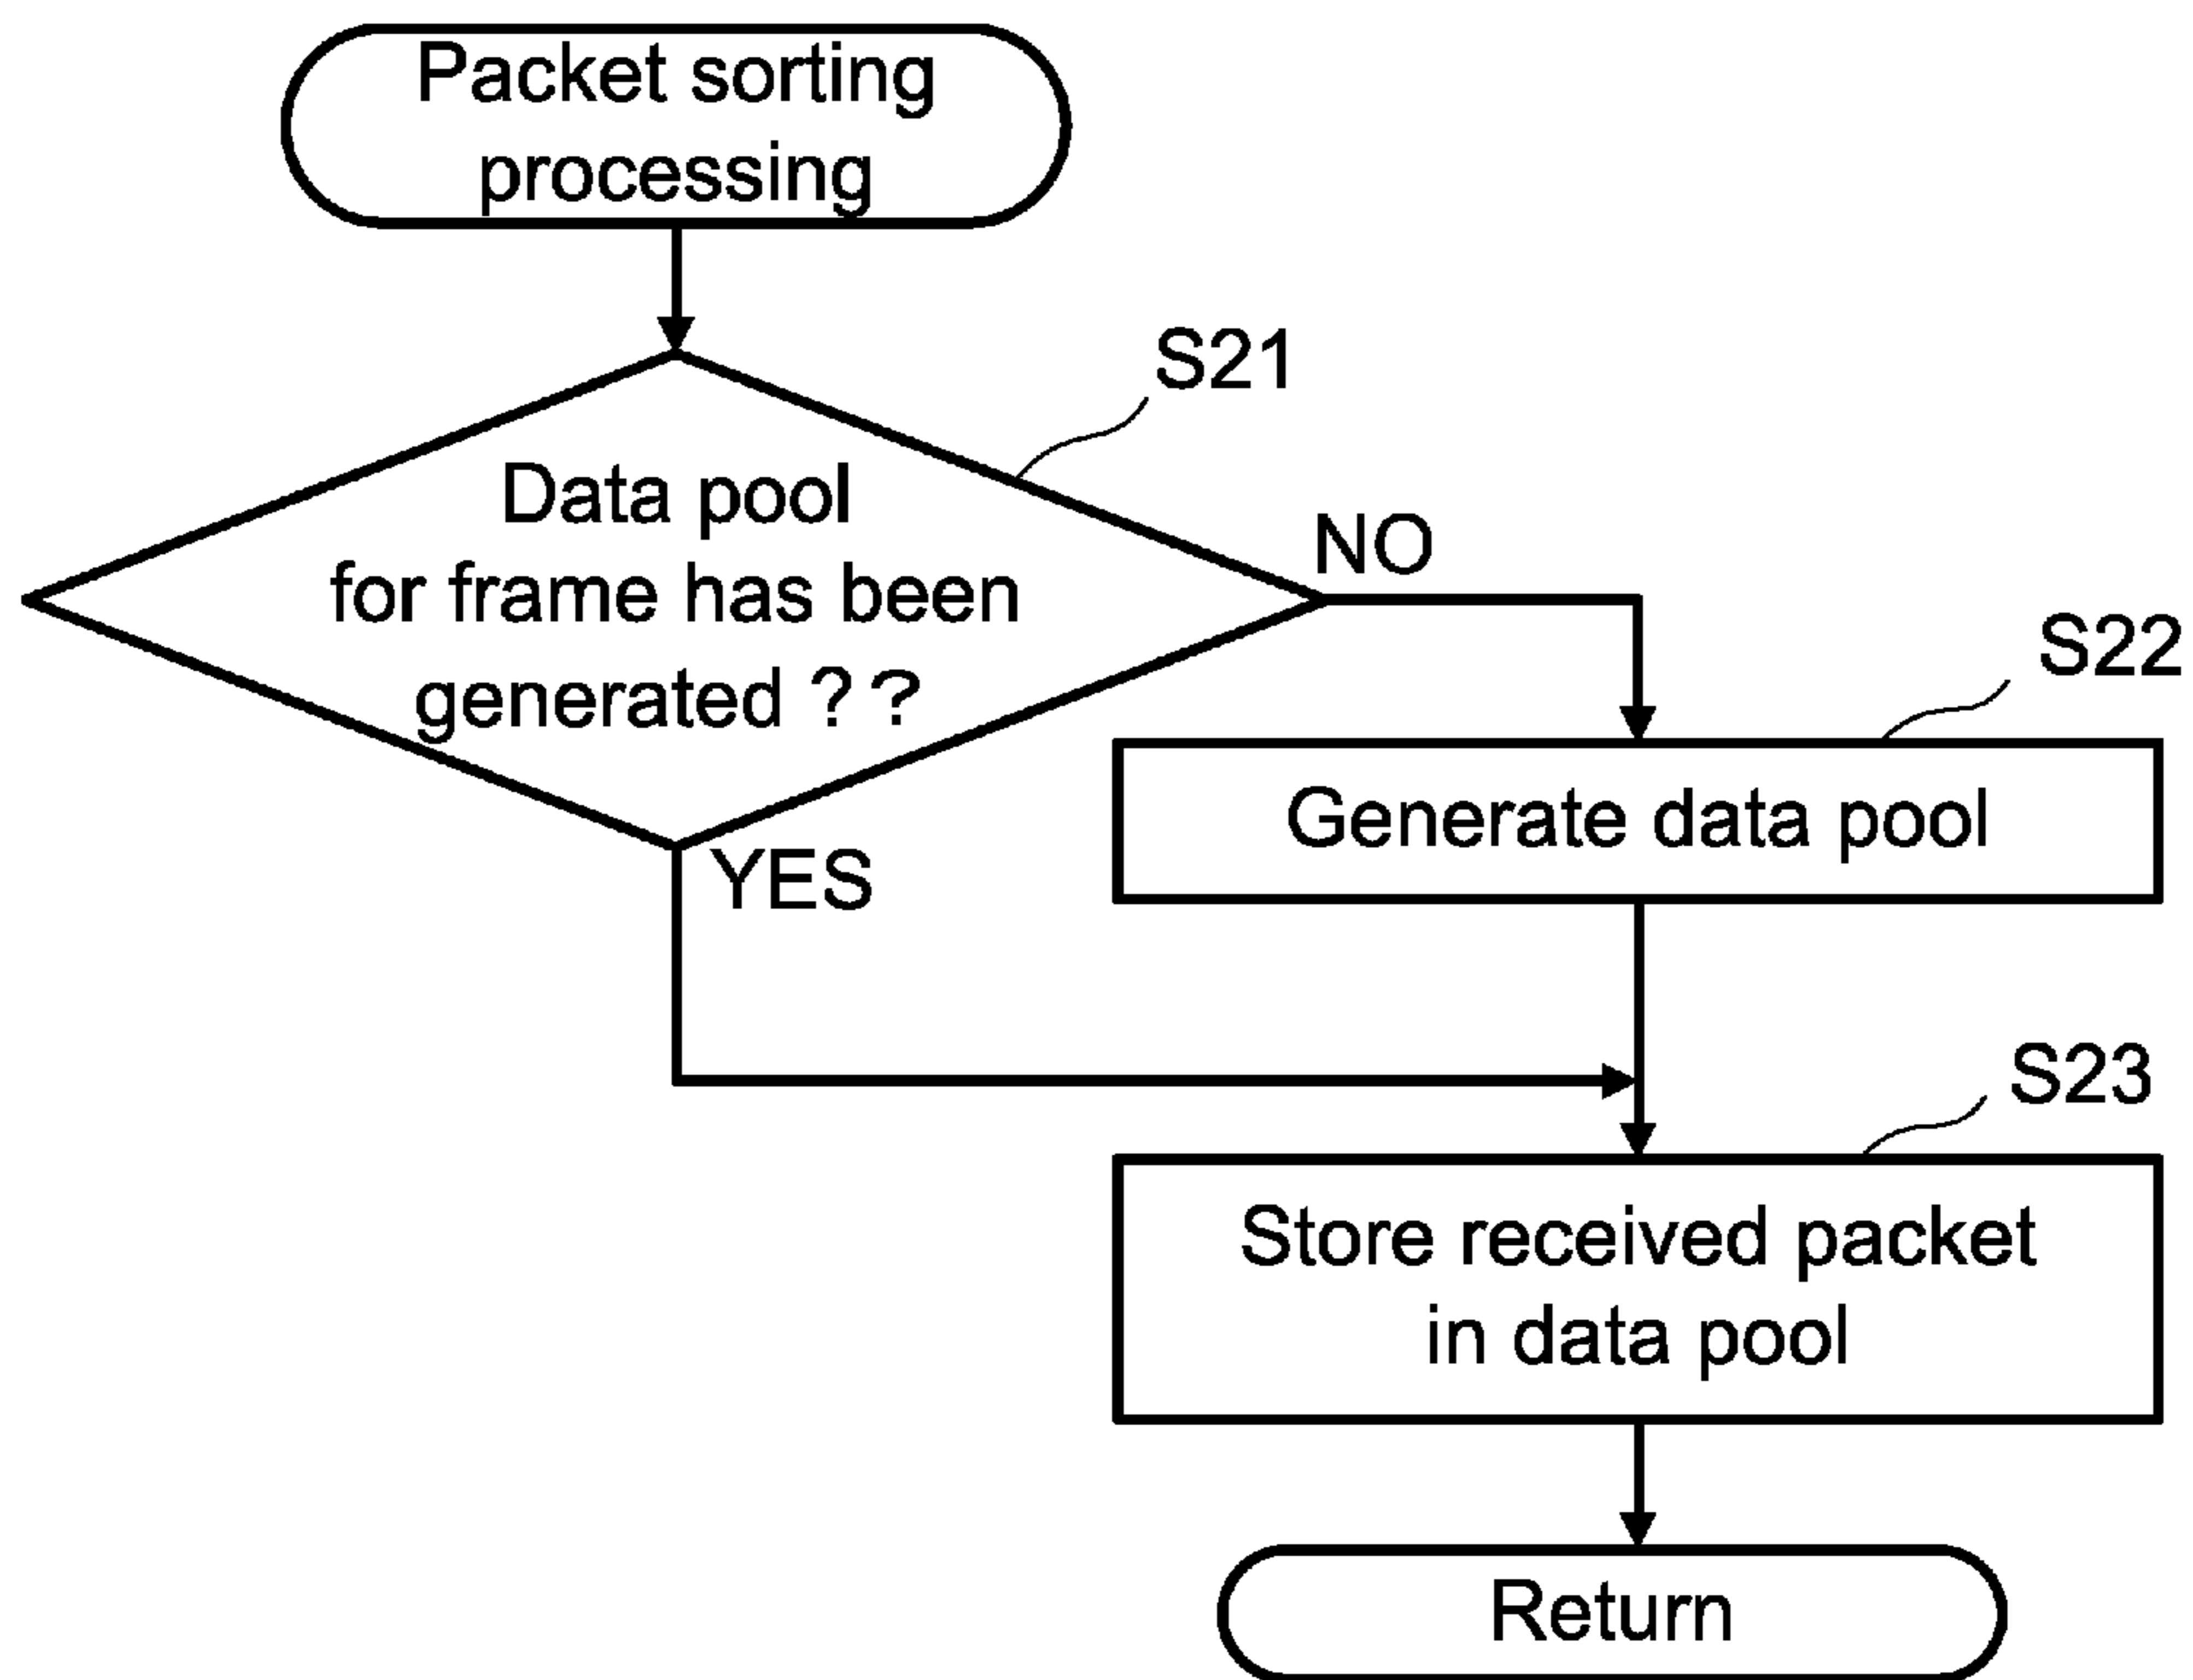 Packet sorting
processing
S21
Data pool
for frame has been
generated ? ?
NO
S22
Generate data pool
YES
S23
Store received packet
in data pool
Return